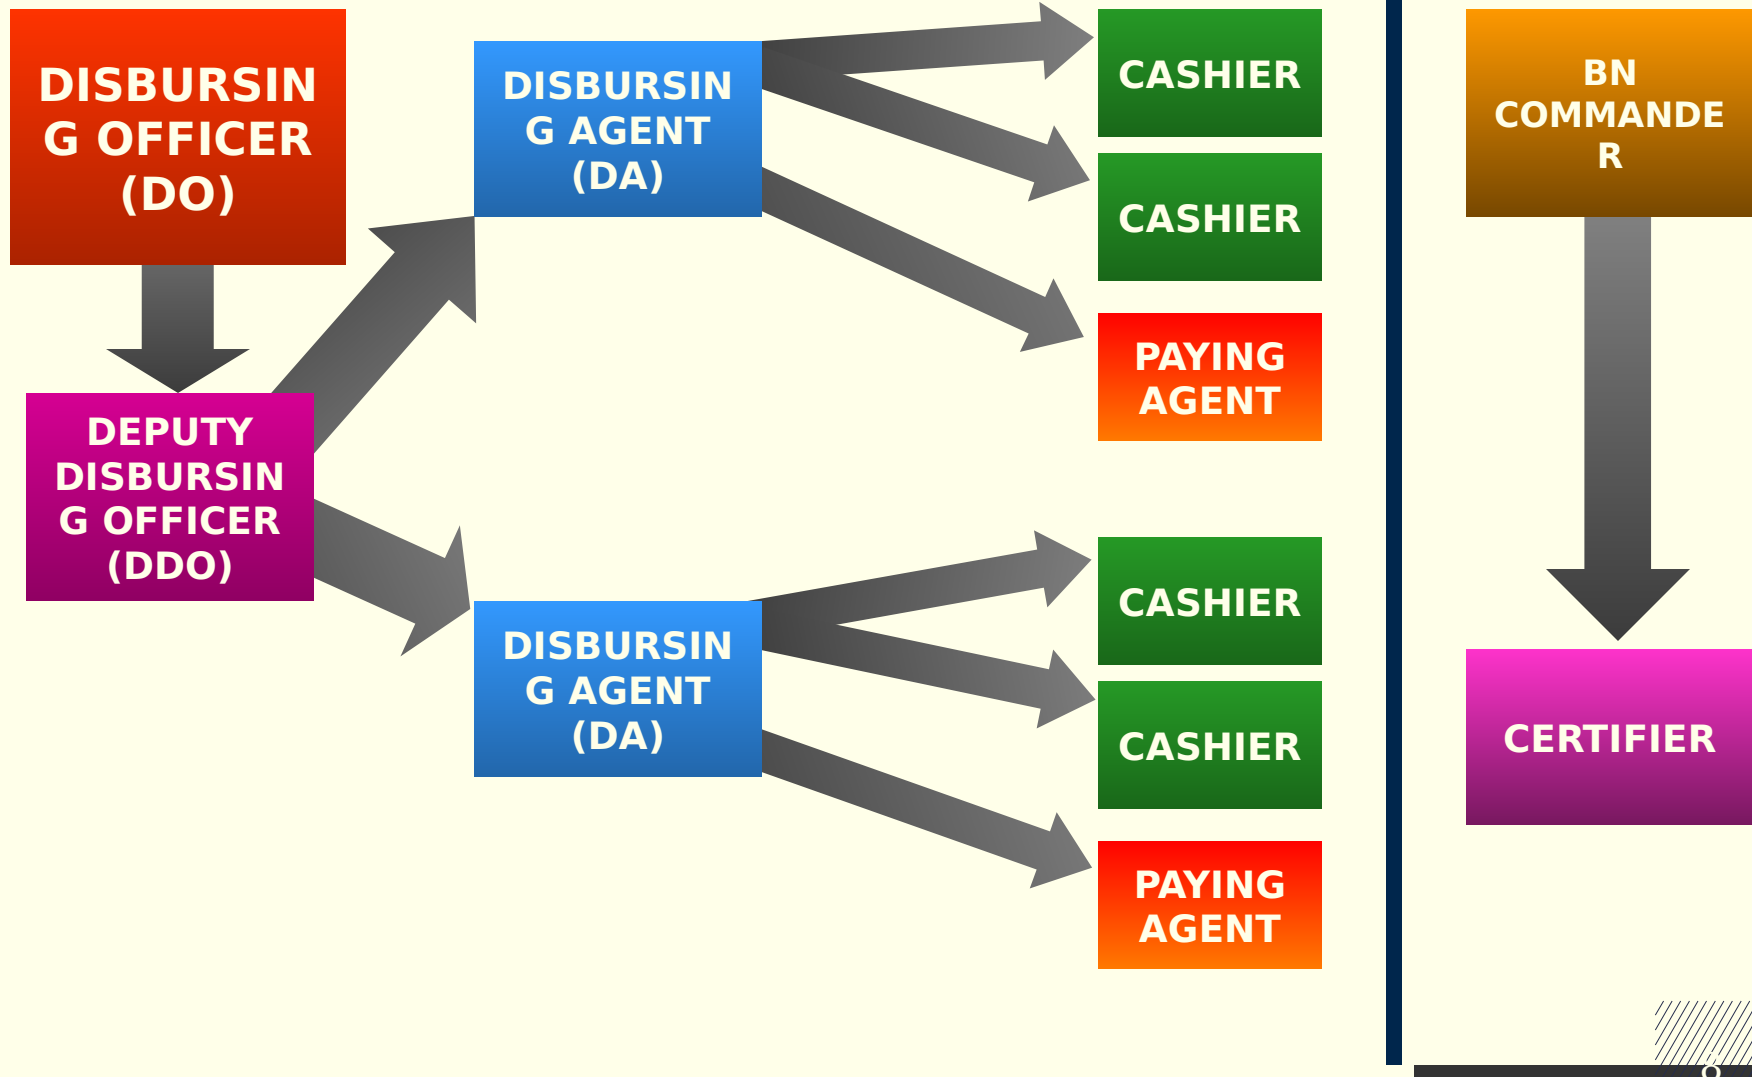 DISBURSIN
G OFFICER
(DO)
DEPUTY
DISBURSIN
G OFFICER
(DDO)
DISBURSIN
G AGENT
(DA)
CASHIER
CASHIER
PAYING
AGENT
DISBURSIN
G AGENT
(DA)
CASHIER
CASHIER
PAYING
AGENT
BN
COMMANDE
R
CERTIFIER